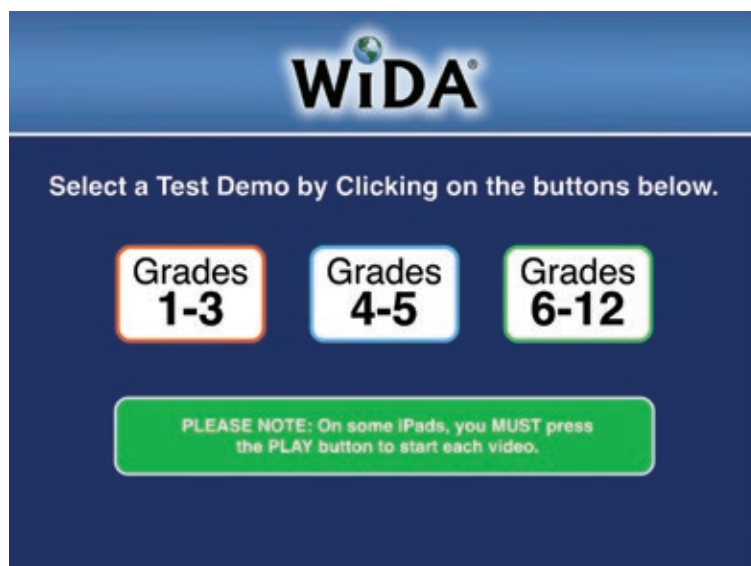 WiDA®
Select a Test Demo by Clicking on the buttons below.
Grades
1-3
Grades
4-5
Grades
6-12
PLEASE NOTE: On some iPads, you MUST press
the PLAY button to start each video.